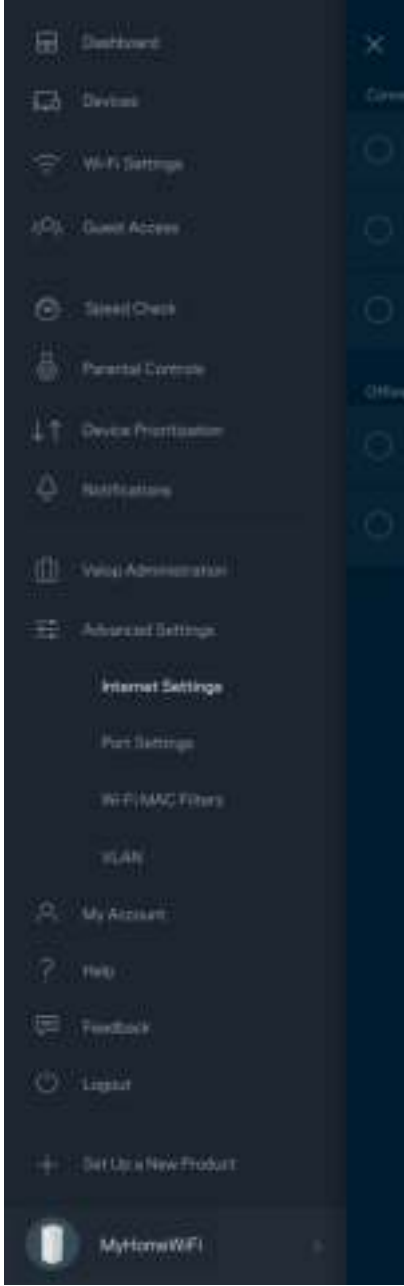 Dashboard
Devices
Wi-Fi Settings
Guest Access
Speed Check
Parental Controls
Device Prioritization
Notifications
Velop Administration
Advanced Settings
Internet Settings
Port Settings
Wi-Fi MAC Filters
VLAN
My Account
Help
Feedback
Logout
Set Up a New Product
MyHomeWiFi